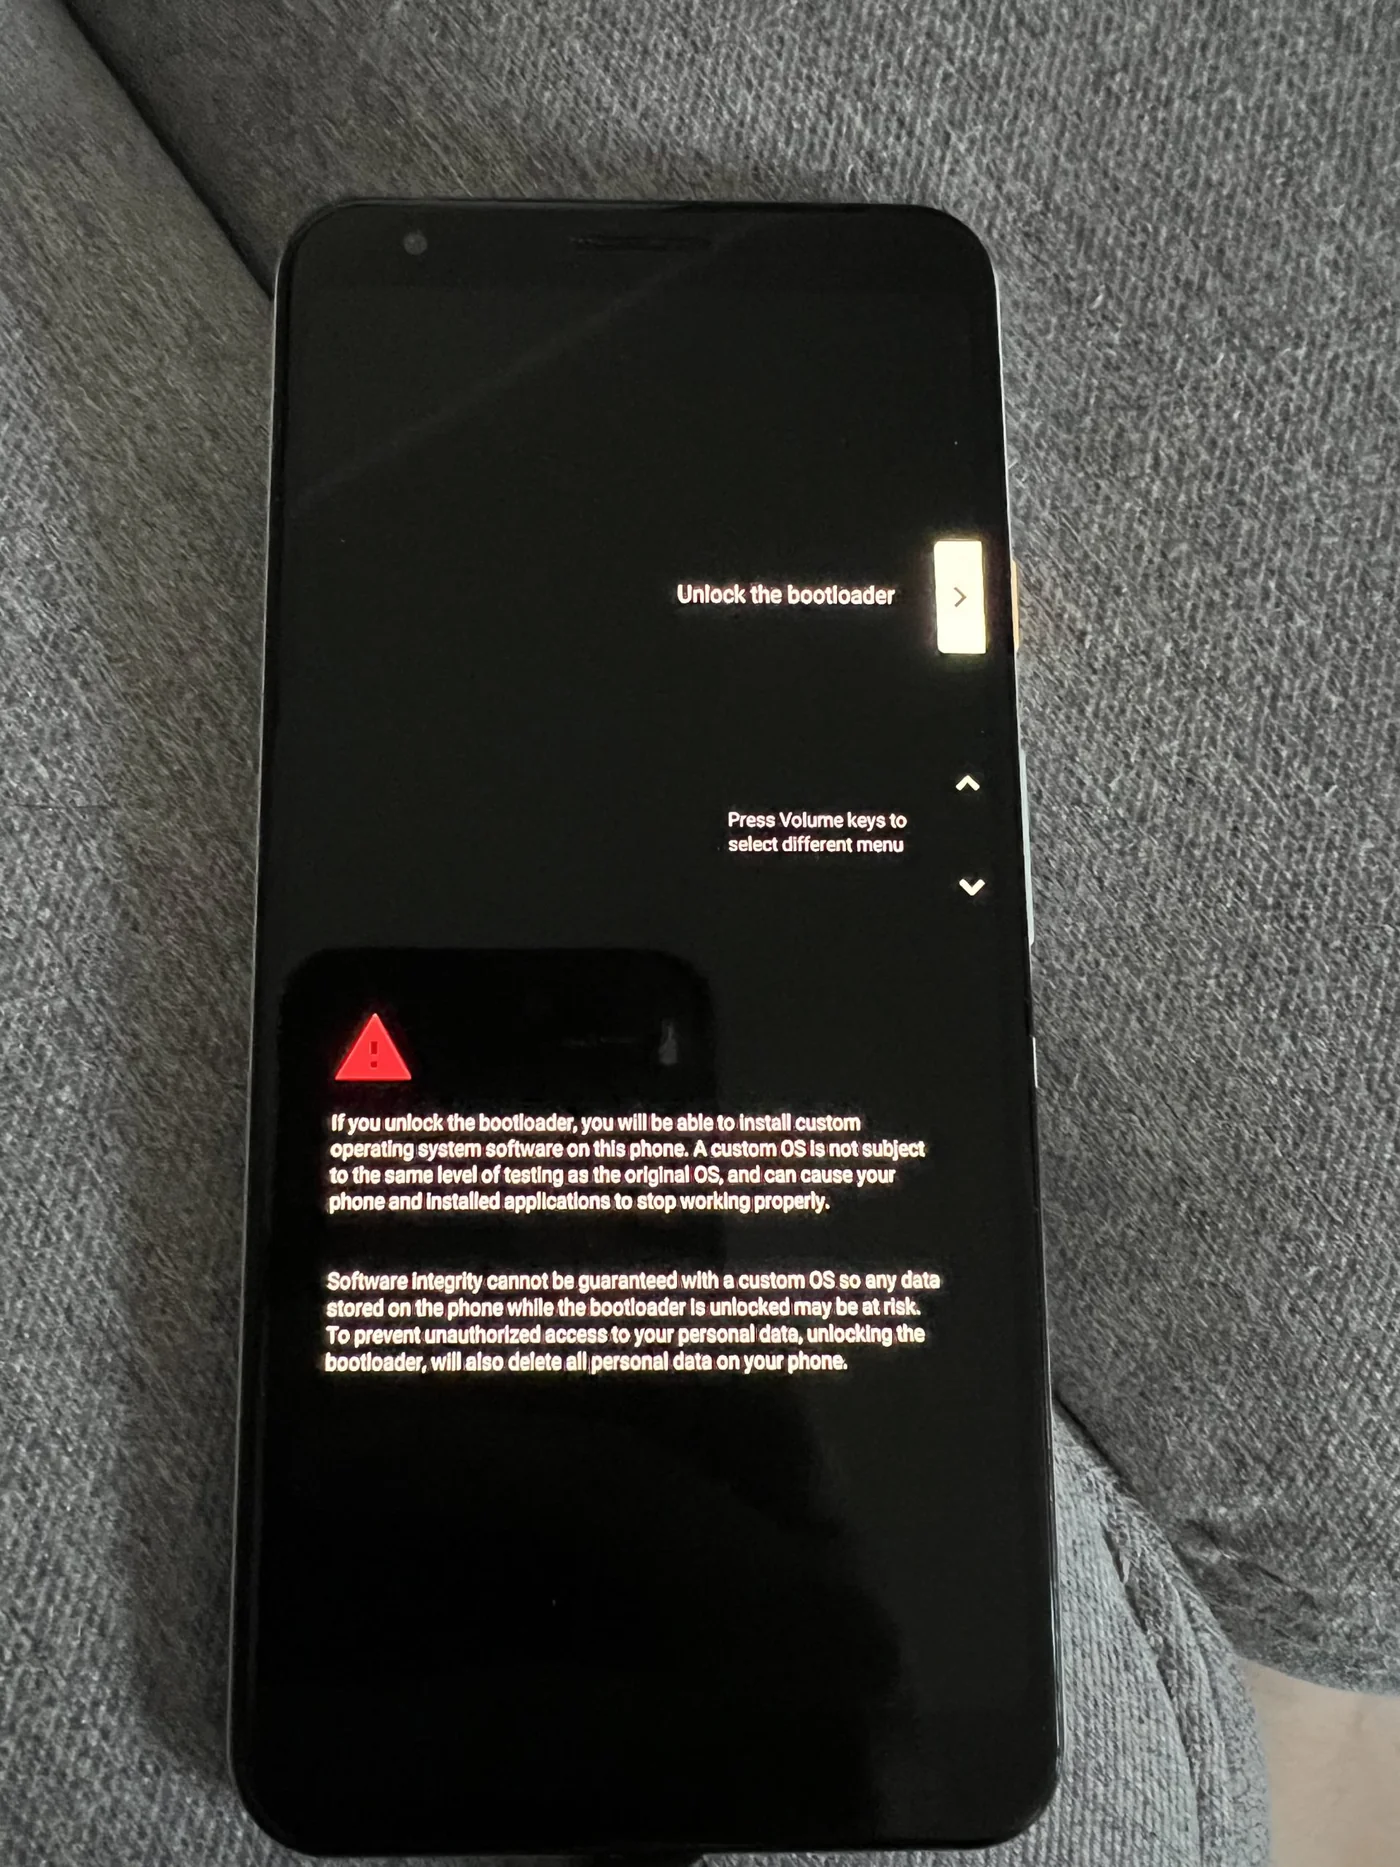 Unlock the bootloader
Press Volume keys to
select different menu
If you unlock the bootloader, you will be able to install custom
operating system software on this phone. A custom OS is not subject
to the same level of testing as the original OS, and can cause your
phone and installed applications to stop working properly.
Software integrity cannot be guaranteed with a custom OS so any data
stored on the phone while the bootloader is unlocked may be at risk.
To prevent unauthorized access to your personal data, unlocking the
bootloader, will also delete all personal data on your phone.